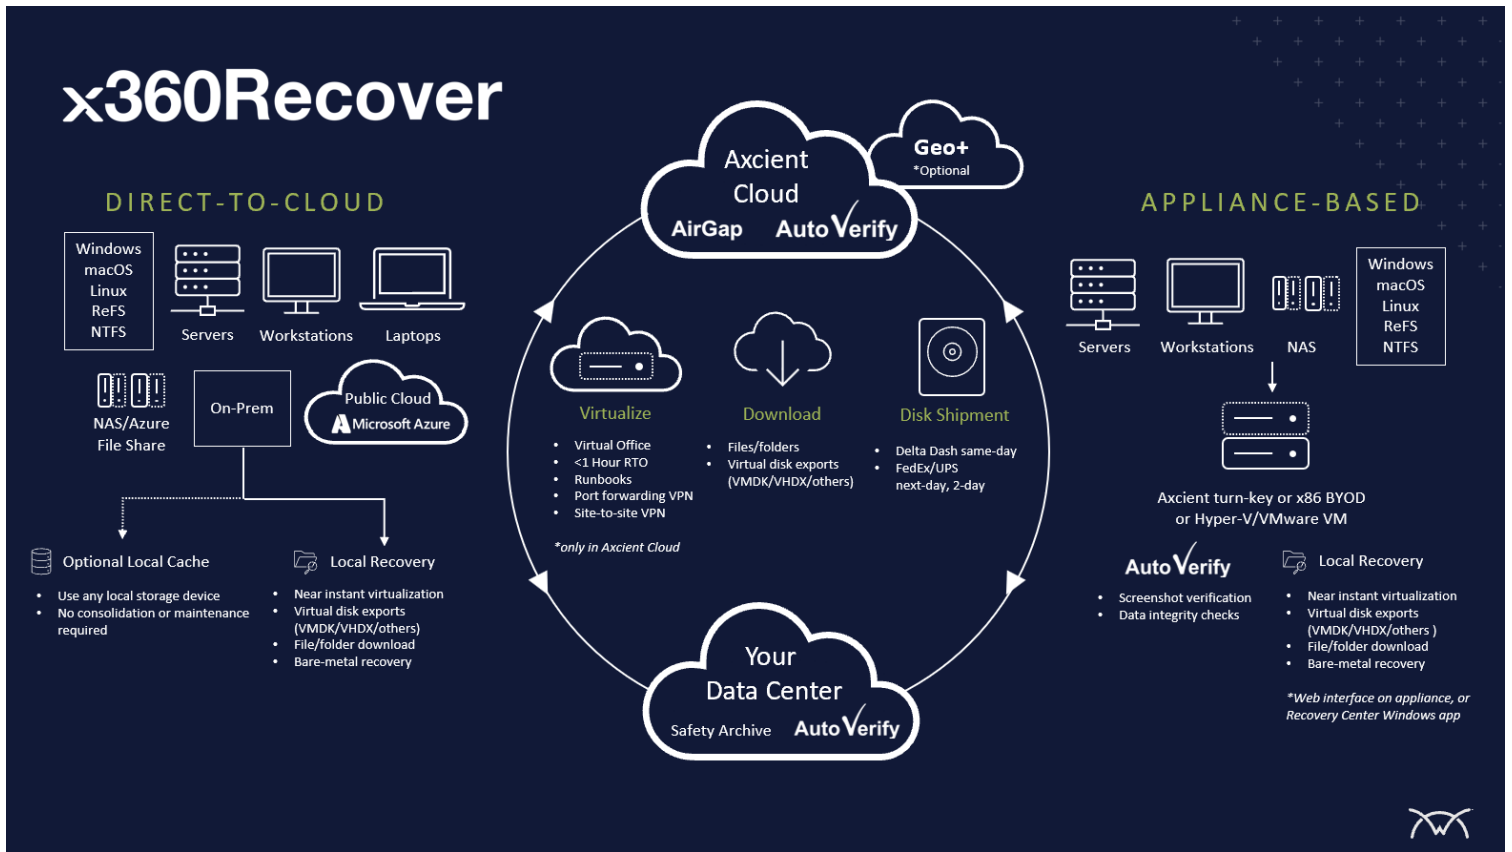 x360Recover
DIRECT-TO-CLOUD
Windows
macOS
Linux
ReFS
NTFS
Servers
Workstations
Laptops
NAS/Azure
File Share
On-Prem
Public Cloud
Microsoft Azure
Optional Local Cache
• Use any local storage device
• No consolidation or maintenance
required
Local Recovery
• Near instant virtualization
• Virtual disk exports
(VMDK/VHDX/others)
• File/folder download
• Bare-metal recovery
Axcient
Cloud
AirGap
AutoVerify
Geo+
*Optional
Virtualize
• Virtual Office
• <1 Hour RTO
• Runbooks
• Port forwarding VPN
• Site-to-site VPN
*only in Axcient Cloud
Download
• Files/folders
• Virtual disk exports
(VMDK/VHDX/others)
Disk Shipment
• Delta Dash same-day
• FedEx/UPS
next-day, 2-day
Your
Data Center
Safety Archive
AutoVerify
APPLIANCE-BASED
Servers
Workstations
NAS
Windows
macOS
Linux
ReFS
NTFS
Axcient turn-key or x86 BYOD
or Hyper-V/VMware VM
AutoVerify
• Screenshot verification
• Data integrity checks
Local Recovery
• Near instant virtualization
• Virtual disk exports
(VMDK/VHDX/others )
• File/folder download
• Bare-metal recovery
*Web interface on appliance, or
Recovery Center Windows app